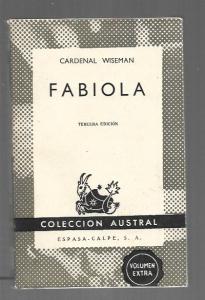 CARDENAL WISEMAN
FABIOLA
TERCERA EDICIÓN
COLECCION AUSTRAL
ESPASA-CALPE, S. A.
VOLUMEN
EXTRA